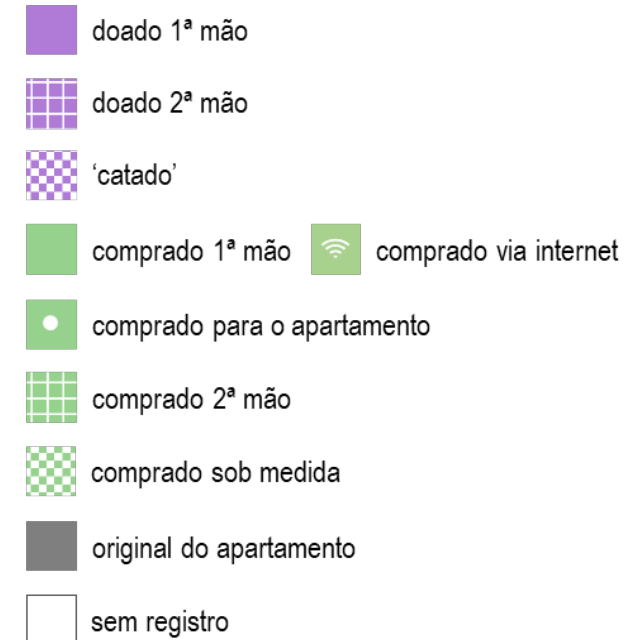 doado 1ª mão
doado 2ª mão
‘catado’
comprado 1ª mão comprado via internet
comprado para o apartamento
comprado 2ª mão
comprado sob medida
original do apartamento
sem registro